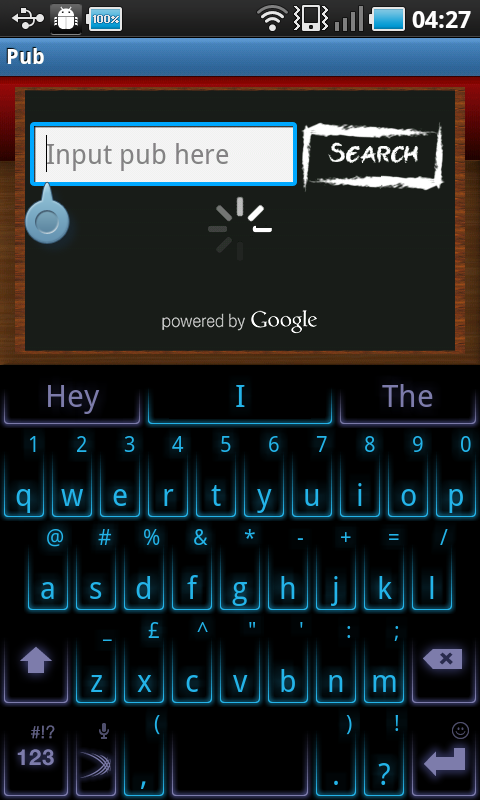 100% 04:27
Pub
Input pub here SEARCH
powered by Google
Hey I The
1 2 3 4 5 6 7 8 9 0
q w e r t y u i o p
@ # % & * - + = /
a s d f g h j k l
_ £ ^ " ' : ;
z x c v b n m
#!? ( ) !
123 , . ?